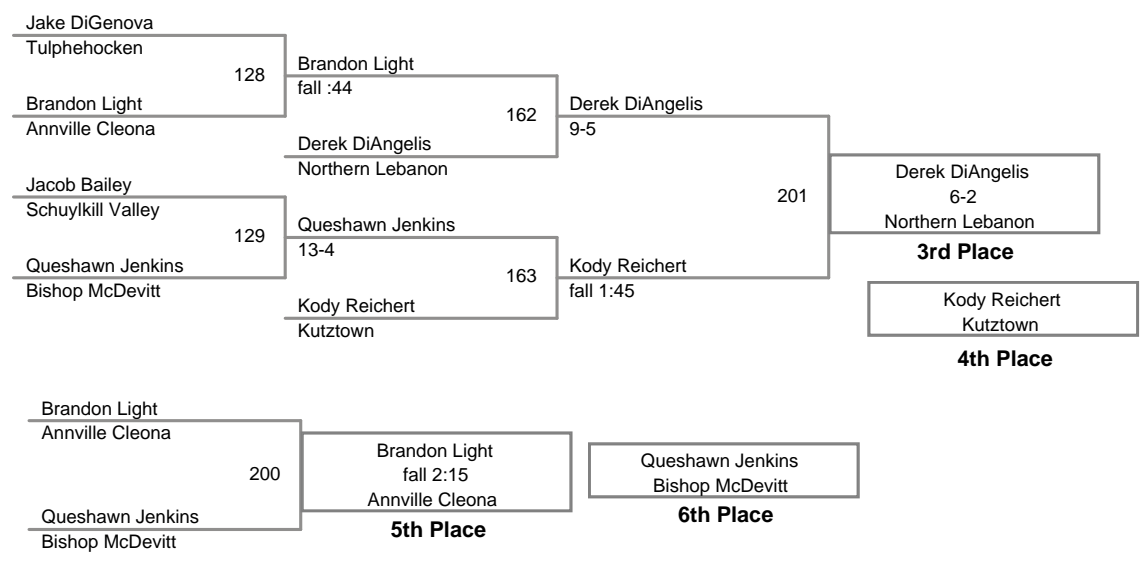 Jake DiGenova
Tulphehocken
128
Brandon Light
Annville Cleona
Brandon Light
fall :44
162
Derek DiAngelis
Northern Lebanon
Derek DiAngelis
9-5
Jacob Bailey
Schuylkill Valley
129
Queshawn Jenkins
Bishop McDevitt
Queshawn Jenkins
13-4
163
Kody Reichert
Kutztown
Kody Reichert
fall 1:45
201
Derek DiAngelis
6-2
Northern Lebanon
3rd Place
Kody Reichert
Kutztown
4th Place
Brandon Light
Annville Cleona
200
Queshawn Jenkins
Bishop McDevitt
Brandon Light
fall 2:15
Annville Cleona
5th Place
Queshawn Jenkins
Bishop McDevitt
6th Place